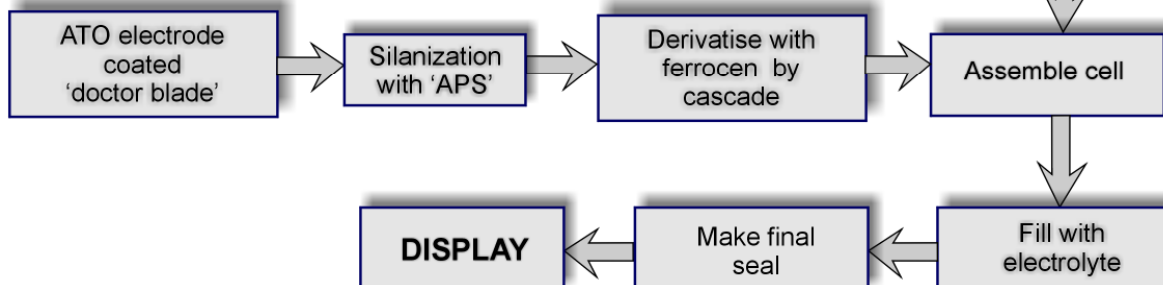 ATO electrode
coated
‘doctor blade’
Silanization
with ‘APS’
Derivatise with
ferrocen by
cascade
Assemble cell
Fill with
electrolyte
Make final
seal
DISPLAY